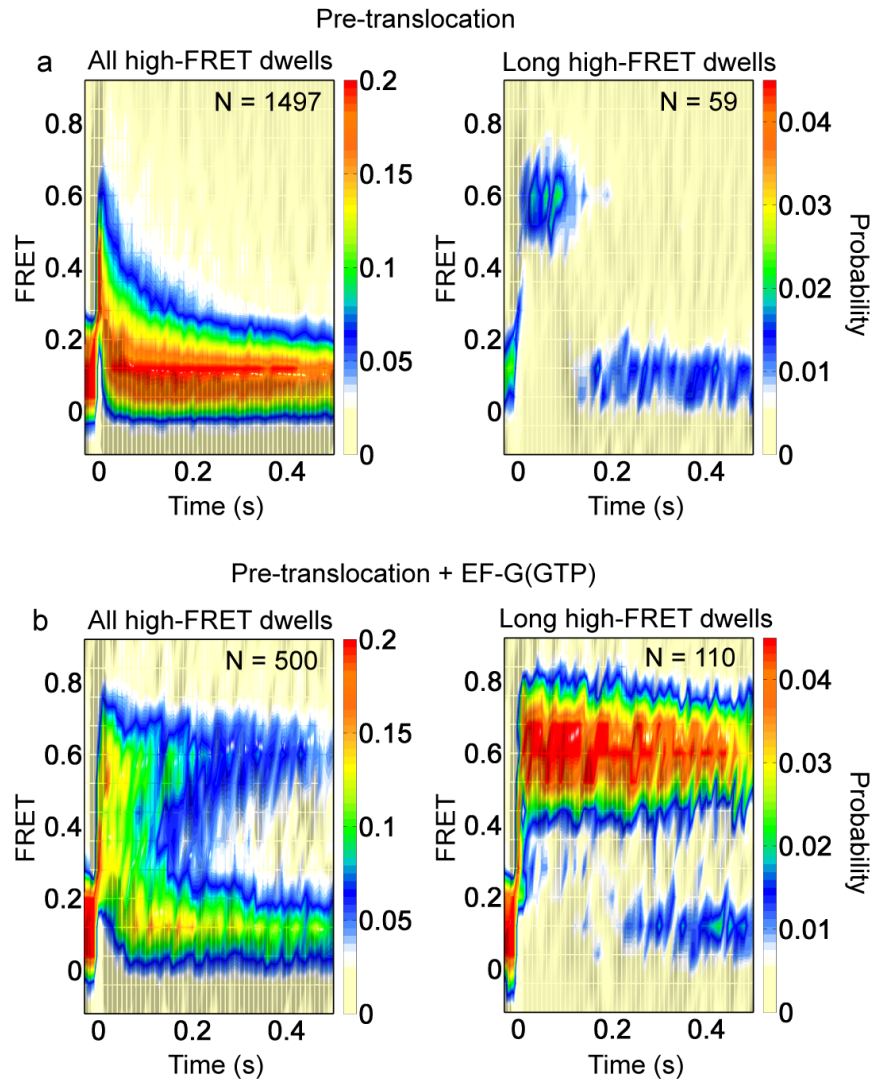 Pre-translocation
a
All high-FRET dwells
Long high-FRET dwells
N = 1497
N = 59
0.8
0.6
0.4
0.2
0
FRET
0
0.2
0.4
Time (s)
0.2
0.15
0.1
0.05
0
0.8
0.6
0.4
0.2
0
FRET
0
0.2
0.4
Time (s)
0.04
0.03
0.02
0.01
0
Probability
Pre-translocation + EF-G(GTP)
b
All high-FRET dwells
Long high-FRET dwells
N = 500
N = 110
0.8
0.6
0.4
0.2
0
FRET
0
0.2
0.4
Time (s)
0.2
0.15
0.1
0.05
0
0.8
0.6
0.4
0.2
0
FRET
0
0.2
0.4
Time (s)
0.04
0.03
0.02
0.01
0
Probability